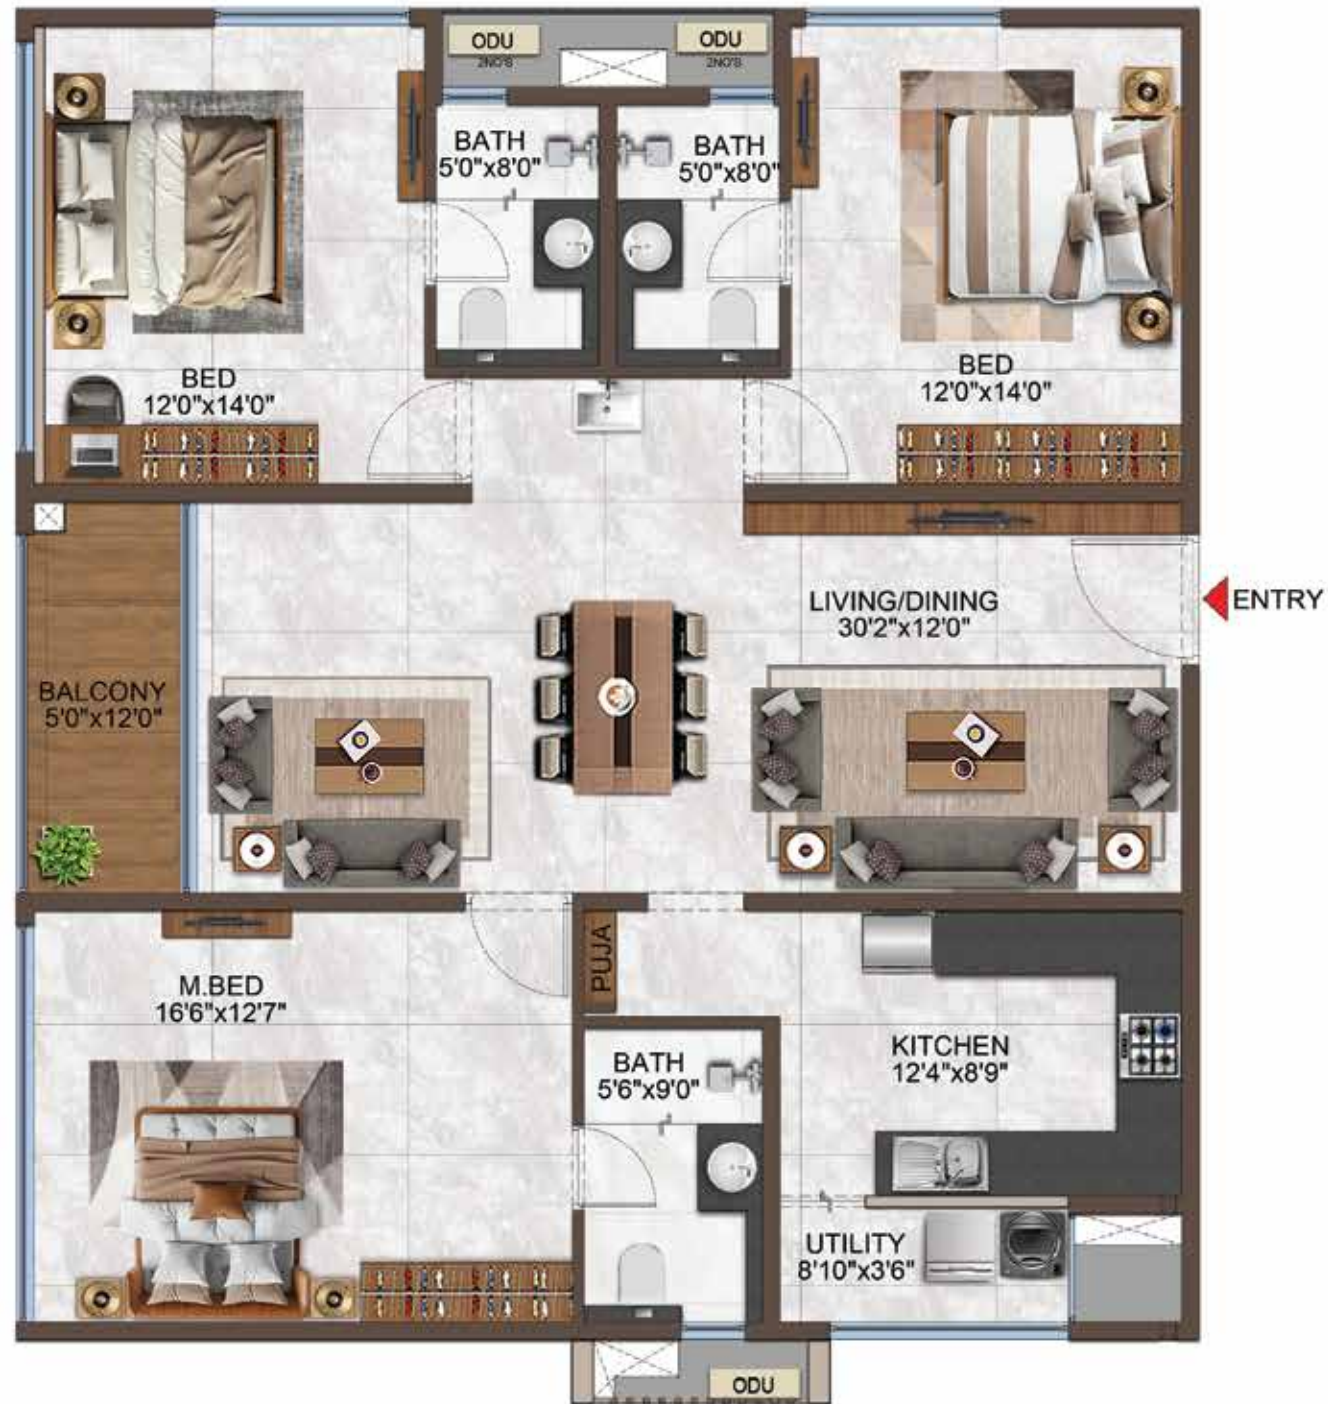 ODU
2NO'S
ODU
2NO'S
BATH
5'0"x8'0"
BATH
5'0"x8'0"
BED
12'0"x14'0"
BED
12'0"x14'0"
LIVING/DINING
30'2"x12'0"
ENTRY
BALCONY
5'0"x12'0"
M.BED
16'6"x12'7"
PUJA
BATH
5'6"x9'0"
KITCHEN
12'4"x8'9"
UTILITY
8'10"x3'6"
ODU